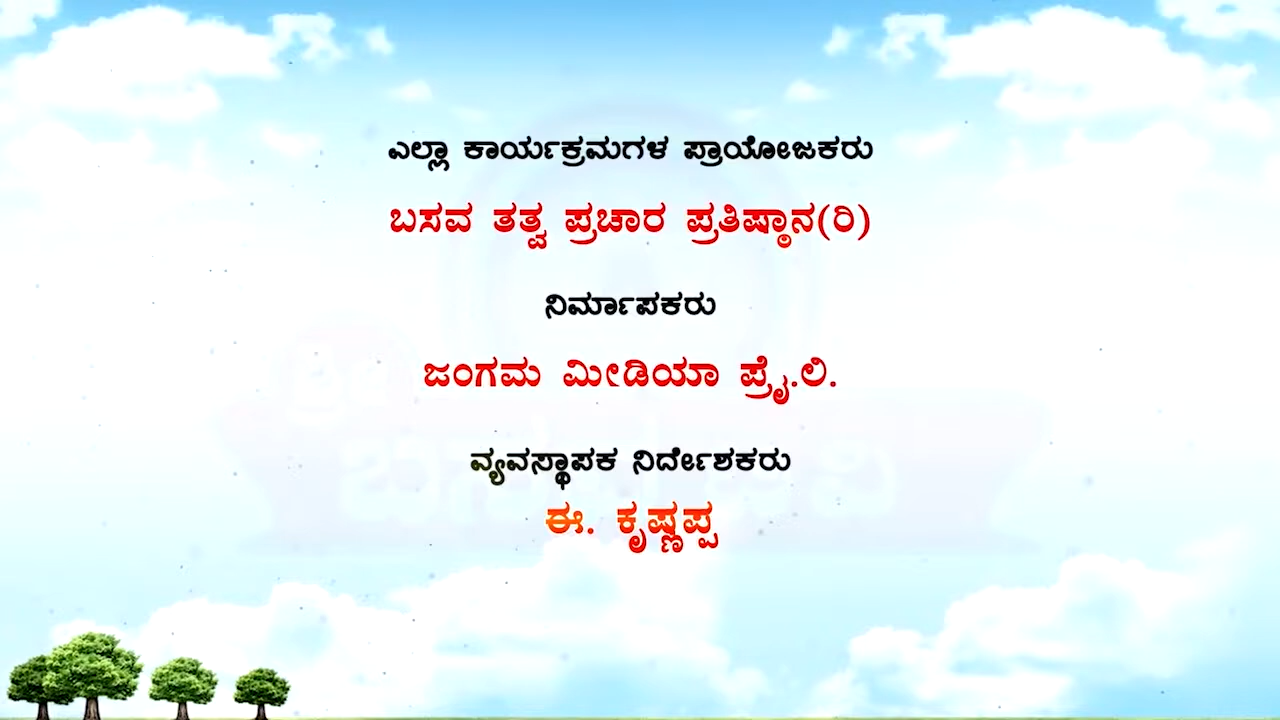 ಎಲ್ಲಾ ಕಾರ್ಯಕ್ರಮಗಳ ಪ್ರಾಯೋಜಕರು
ಬಸವ ತತ್ವ ಪ್ರಚಾರ ಪ್ರತಿಷ್ಠಾನ(ರಿ)
ನಿರ್ಮಾಪಕರು
ಜಂಗಮ ಮೀಡಿಯಾ ಪ್ರೈ.ಲಿ.
ವ್ಯವಸ್ಥಾಪಕ ನಿರ್ದೇಶಕರು
ಈ. ಕೃಷ್ಣಪ್ಪ